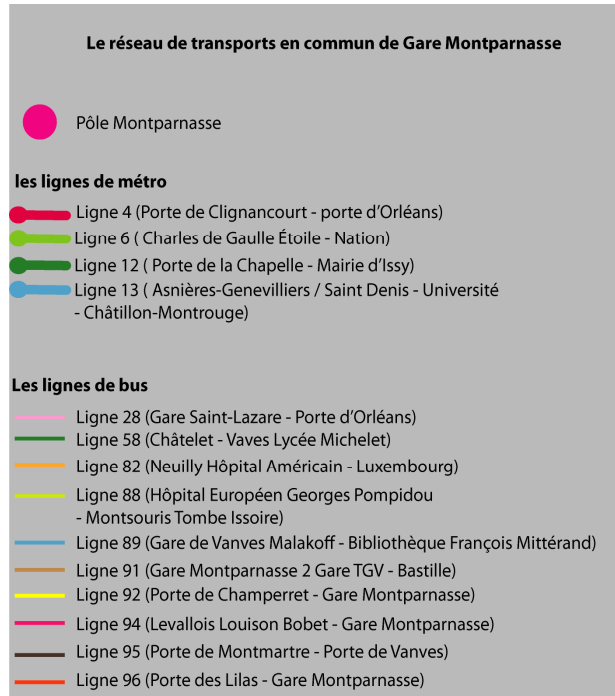 Le réseau de transports en commun de Gare Montparnasse
Pôle Montparnasse
les lignes de métro
Ligne 4 (Porte de Clignancourt - porte d'Orléans)
Ligne 6 ( Charles de Gaulle Étoile - Nation)
Ligne 12 ( Porte de la Chapelle - Mairie d'Issy)
Ligne 13 ( Asnières-Genevilliers / Saint Denis - Université
- Châtillon-Montrouge)
Les lignes de bus
Ligne 28 (Gare Saint-Lazare - Porte d'Orléans)
Ligne 58 (Châtelet - Vaves Lycée Michelet)
Ligne 82 (Neuilly Hôpital Américain - Luxembourg)
Ligne 88 (Hôpital Européen Georges Pompidou
- Montsouris Tombe Issoire)
Ligne 89 (Gare de Vanves Malakoff - Bibliothèque François Mittérand)
Ligne 91 (Gare Montparnasse 2 Gare TGV - Bastille)
Ligne 92 (Porte de Champerret - Gare Montparnasse)
Ligne 94 (Levallois Louison Bobet - Gare Montparnasse)
Ligne 95 (Porte de Montmartre - Porte de Vanves)
Ligne 96 (Porte des Lilas - Gare Montparnasse)